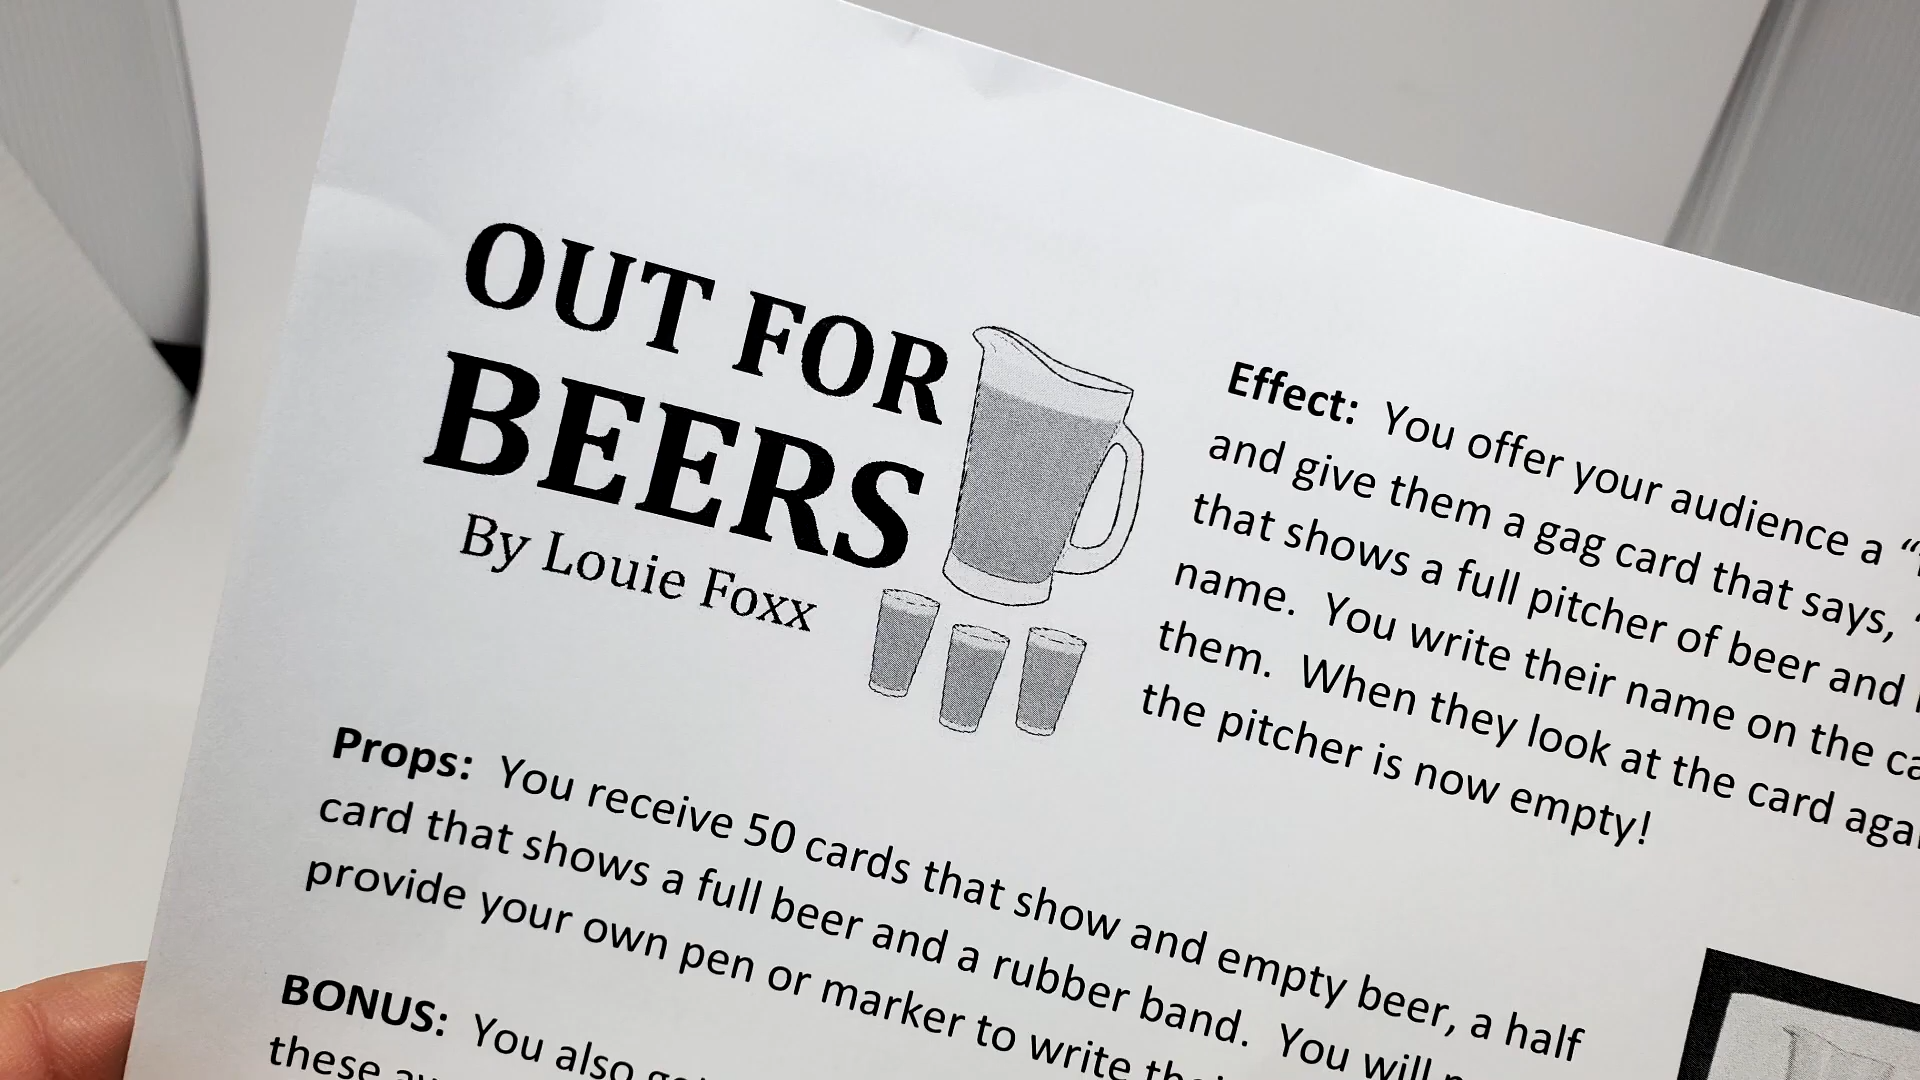 OUT FOR
BEERS
By Louie Foxx
Effect: You offer your audience a
and give them a gag card that says,
that shows a full pitcher of beer and
name. You write their name on the
them. When they look at the card
the pitcher is now empty!
Props: You receive 50 cards that show and empty beer, a half
card that shows a full beer and a rubber band. You will
provide your own pen or marker to write
BONUS: You also
these